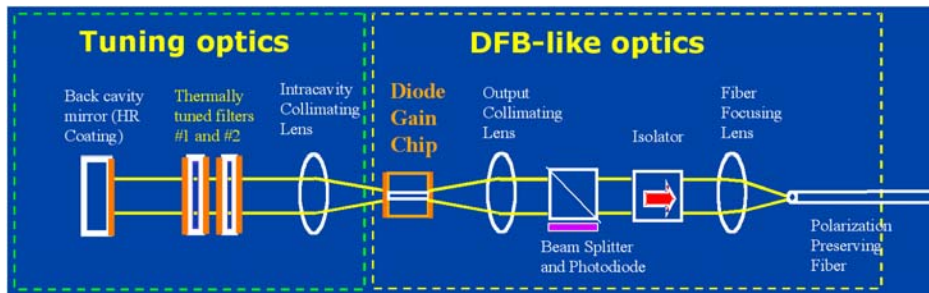 Tuning optics
DFB-like optics
Back cavity
mirror (HR
Coating)
Thermally
tuned filters
#1 and #2
Intracavity
Collimating
Lens
Diode
Gain
Chip
Output
Collimating
Lens
Isolator
Fiber
Focusing
Lens
Beam Splitter
and Photodiode
Polarization
Preserving
Fiber